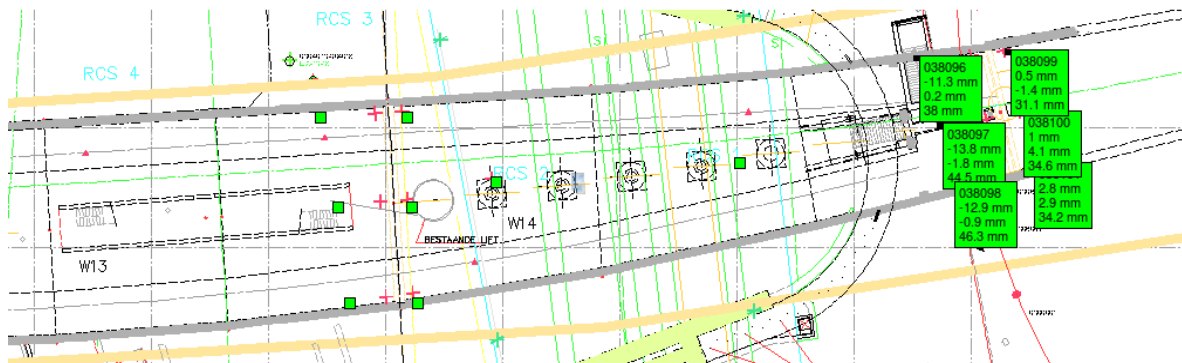 RCS 3
RCS 4
S
S
038096
-11.3 mm
0.2 mm
38 mm
038099
0.5 mm
-1.4 mm
31.1 mm
038097
-13.8 mm
-1.8 mm
44.5 mm
038100
1 mm
4.1 mm
34.6 mm
2.8 mm
2.9 mm
34.2 mm
038098
-12.9 mm
-0.9 mm
46.3 mm
RCS 2
W14
BESTAANDE LIFT
W13